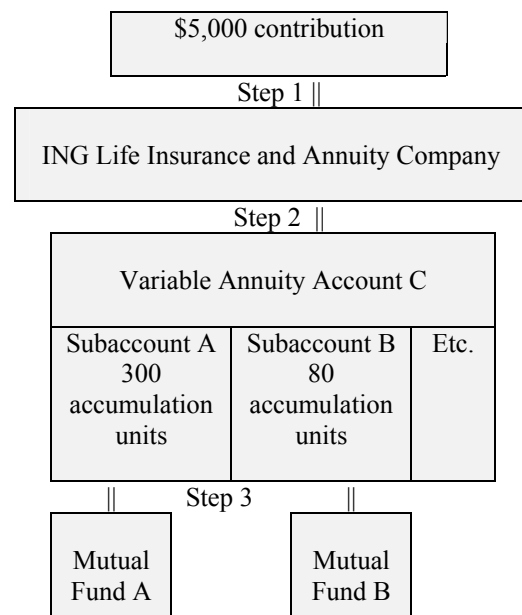 $5,000 contribution
Step 1 ||
ING Life Insurance and Annuity Company
Step 2 ||
Variable Annuity Account C
Subaccount A
300
accumulation
units
Subaccount B
80
accumulation
units
Etc.
|| Step 3 ||
Mutual
Fund A
Mutual
Fund B